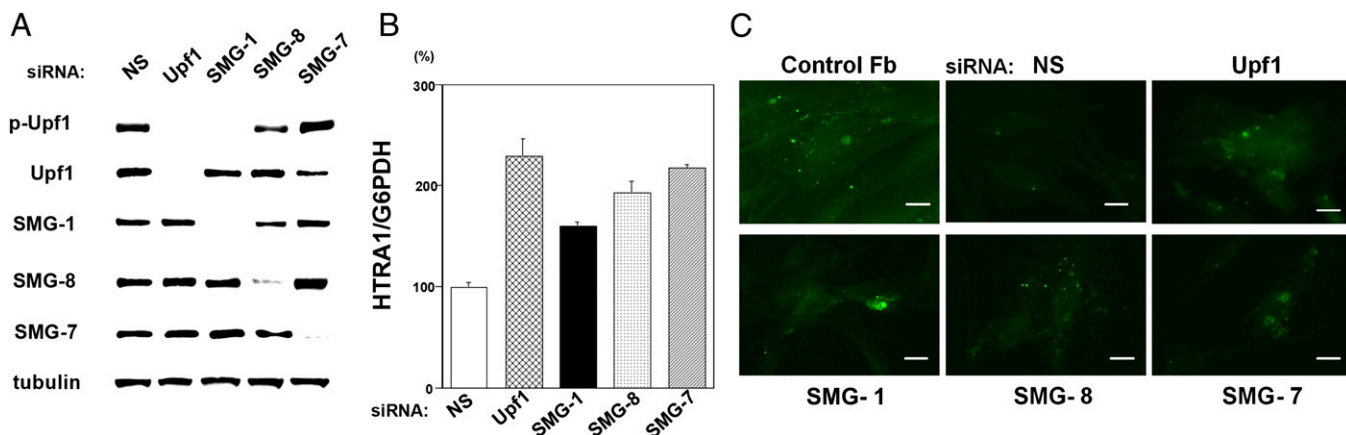 A
siRNA: NS Upf1 SMG-1 SMG-8 SMG-7
p-Upf1
Upf1
SMG-1
SMG-8
SMG-7
tubulin
B
(%)
300
200
100
0
HTRA1/G6PDH
siRNA: NS Upf1 SMG-1 SMG-8 SMG-7
C
Control Fb siRNA: NS Upf1
SMG-1 SMG-8 SMG-7